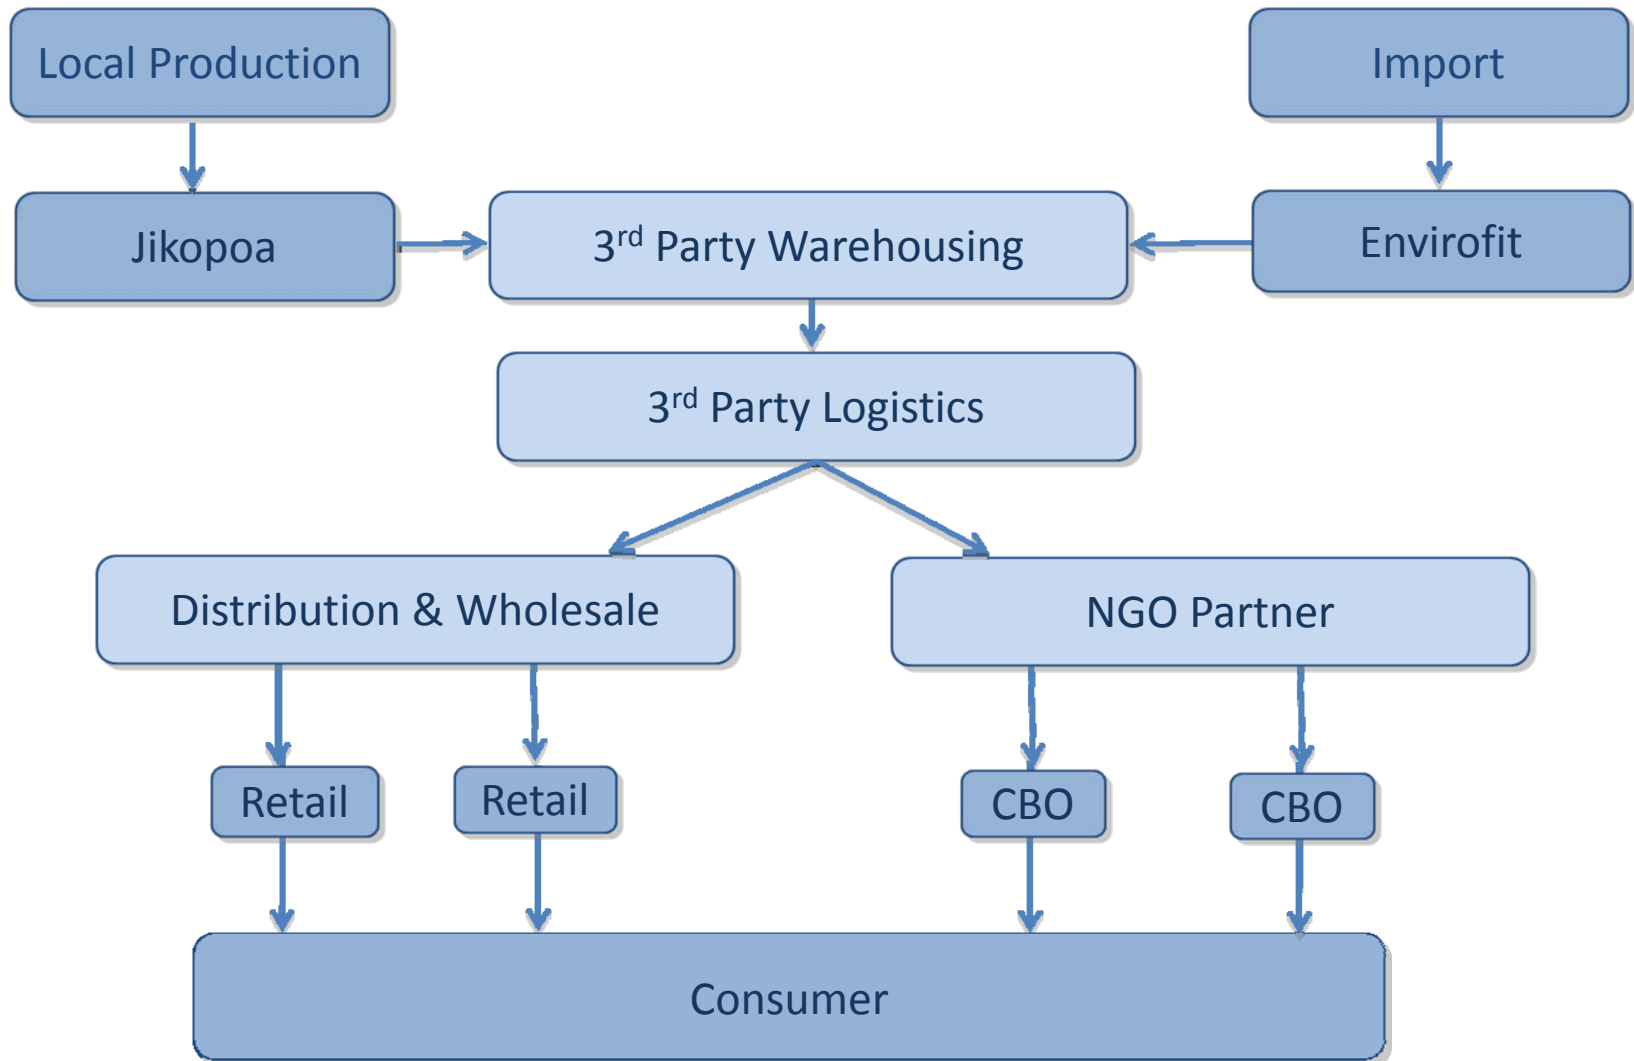 Local Production
Import
Jikopoa
3rd Party Warehousing
Envirofit
3rd Party Logistics
Distribution & Wholesale
NGO Partner
Retail
Retail
CBO
CBO
Consumer